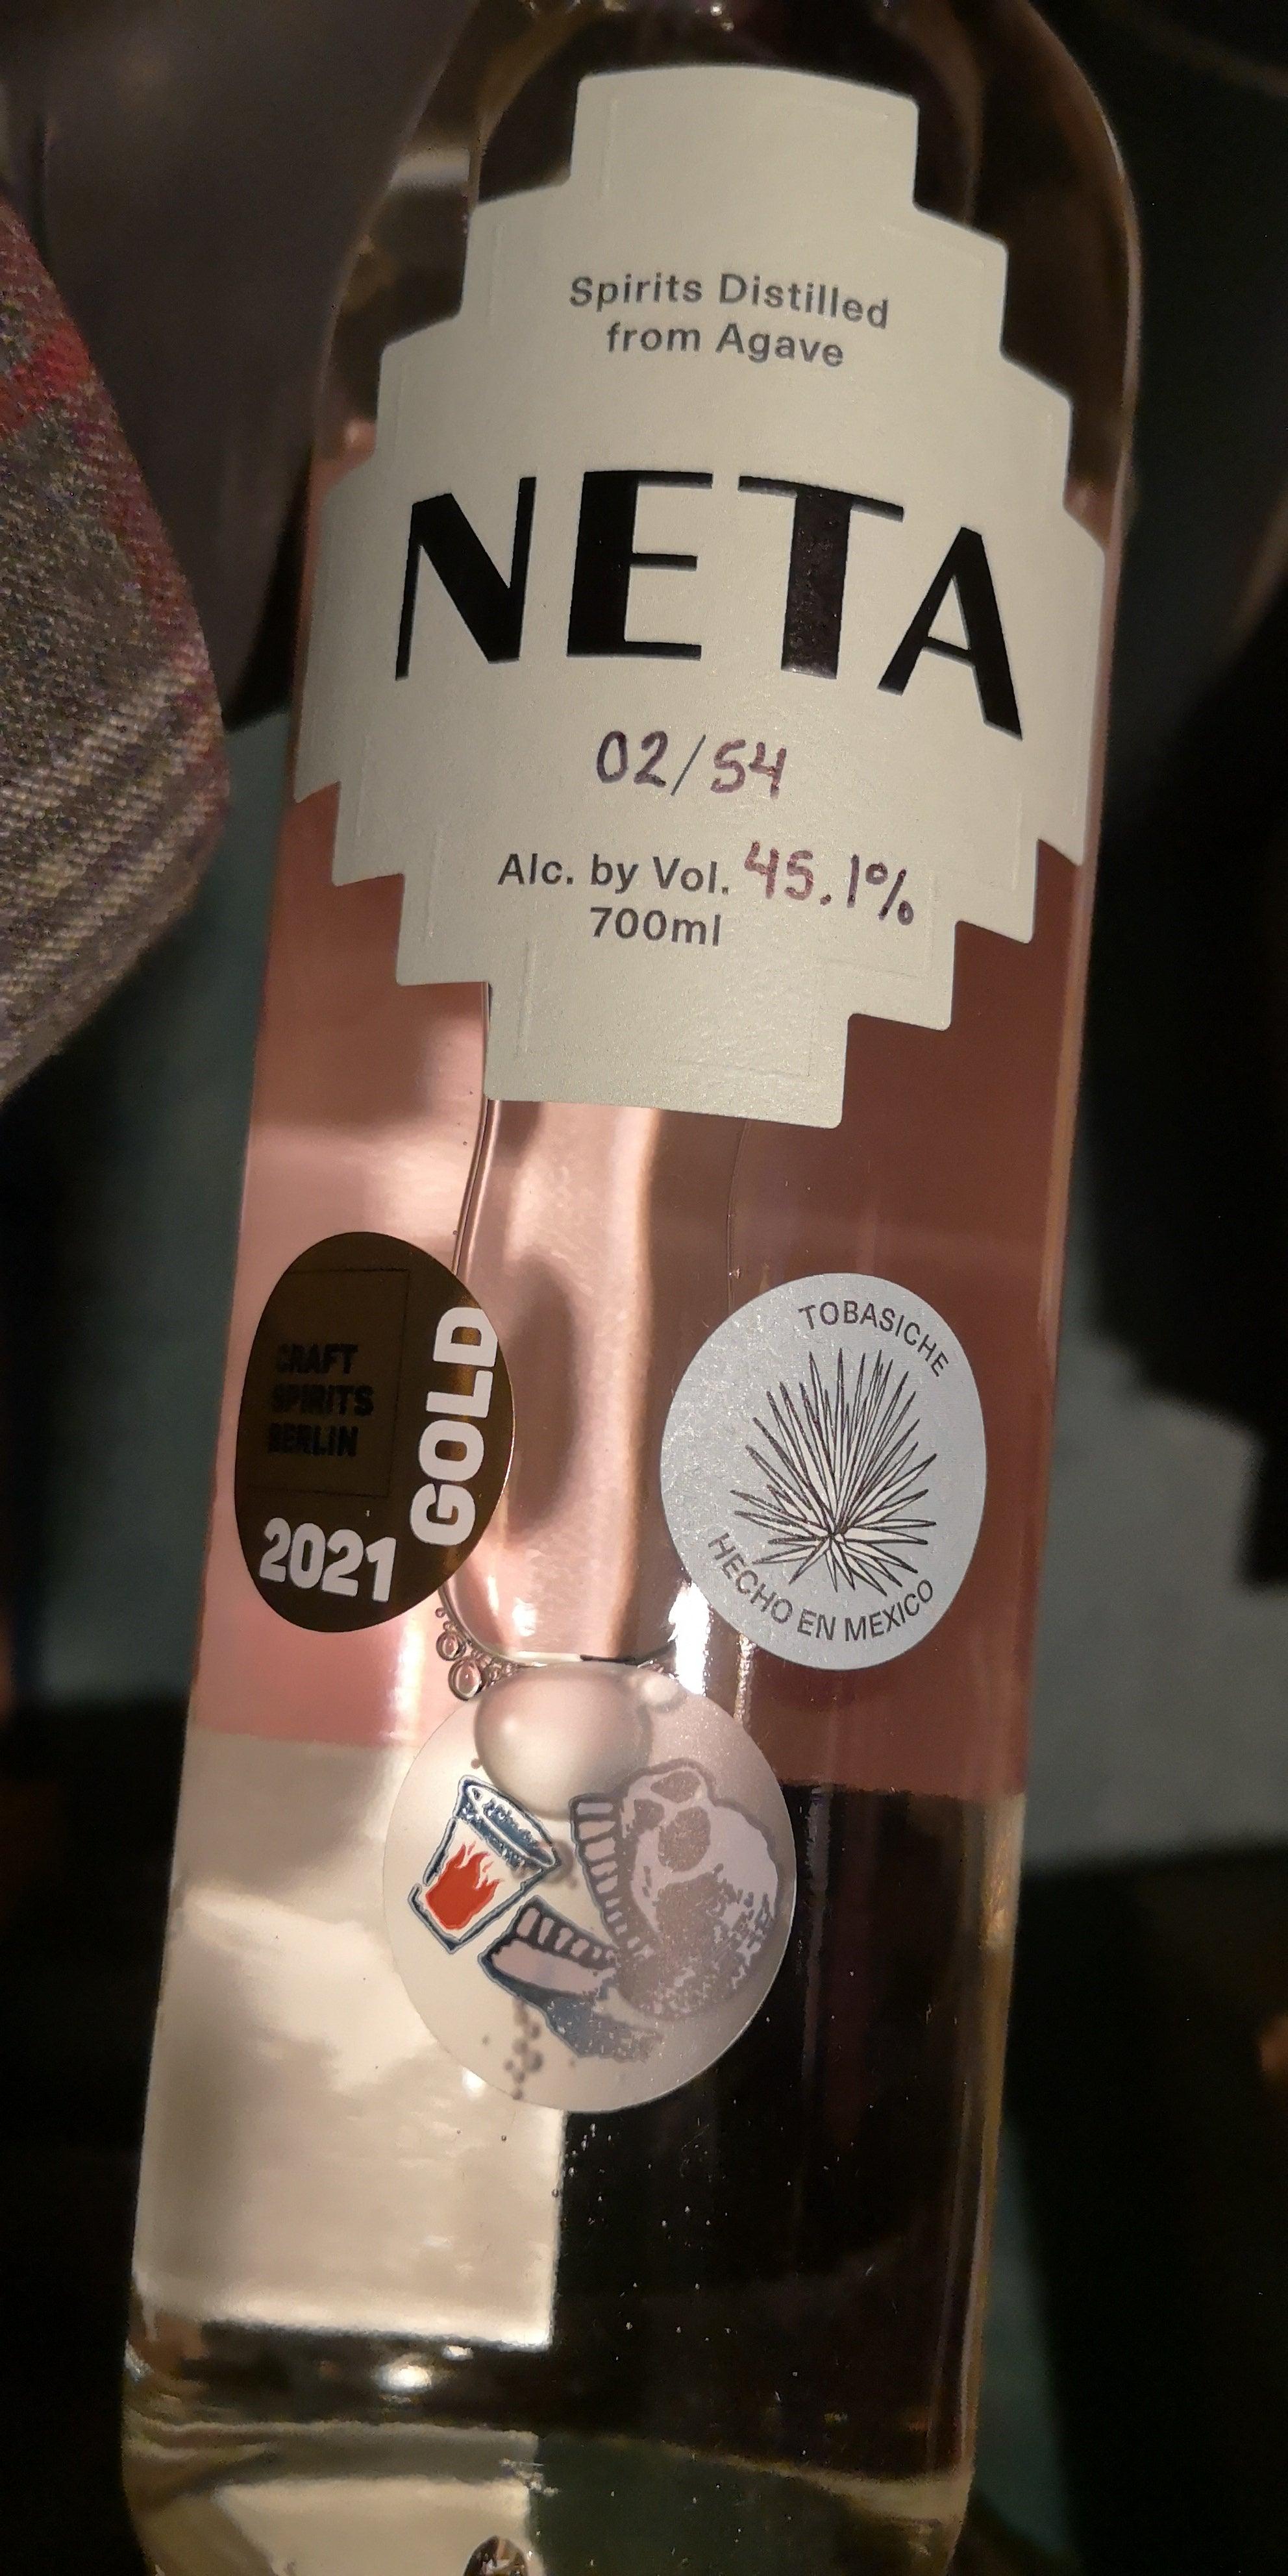 Spirits Distilled
from Agave
NETA
02/54
Alc. by Vol. 45.1%
700ml
CRAFT
SPIRITS
BERLIN
GOLD
2021
TOBASICHE
HECHO EN MEXICO